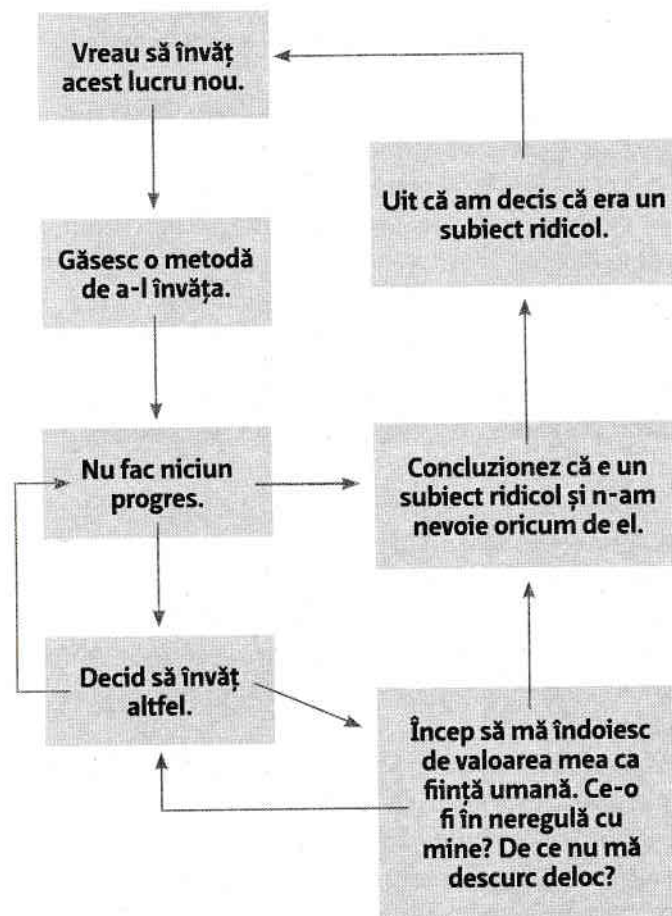 Vreau să învăț
acest lucru nou.
Găsesc o metodă
de a-l învăța.
Nu fac niciun
progres.
Decid să învăț
altfel.
Uit că am decis că era un
subiect ridicol.
Concluzionez că e un
subiect ridicol și n-am
nevoie oricum de el.
Încep să mă îndoiesc
de valoarea mea ca
ființă umană. Ce-o
fi în neregulă cu
mine? De ce nu mă
descurc deloc?